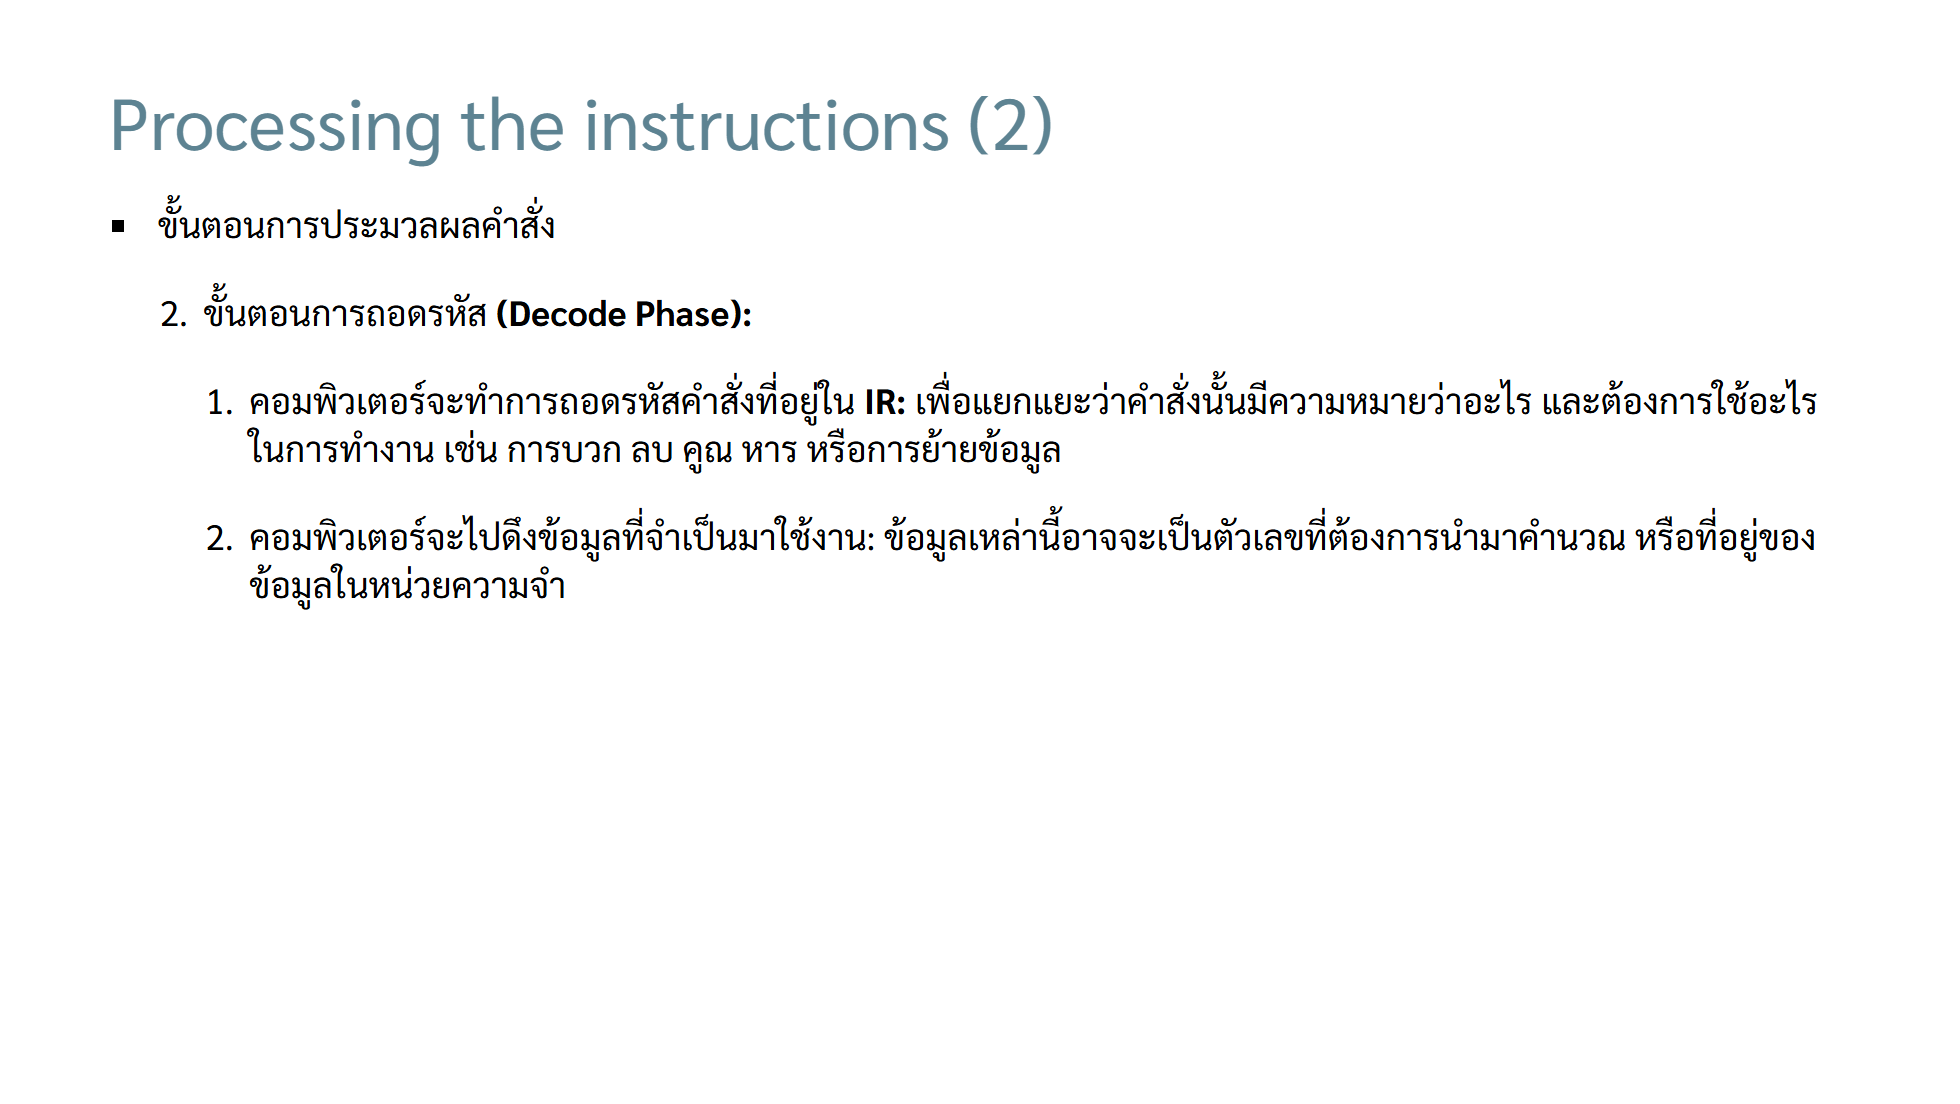 Processing the instructions (2)
▪ ขั้นตอนการประมวลผลคำสั่ง
2. ขั้นตอนการถอดรหัส (Decode Phase):
1. คอมพิวเตอร์จะทำการถอดรหัสคำสั่งที่อยู่ใน IR: เพื่อแยกแยะว่าคำสั่งนั้นมีความหมายว่าอะไร และต้องการใช้อะไร
ในการทำงาน เช่น การบวก ลบ คูณ หาร หรือการย้ายข้อมูล
2. คอมพิวเตอร์จะไปดึงข้อมูลที่จำเป็นมาใช้งาน: ข้อมูลเหล่านี้อาจจะเป็นตัวเลขที่ต้องการนำมาคำนวณ หรือที่อยู่ของ
ข้อมูลในหน่วยความจำ